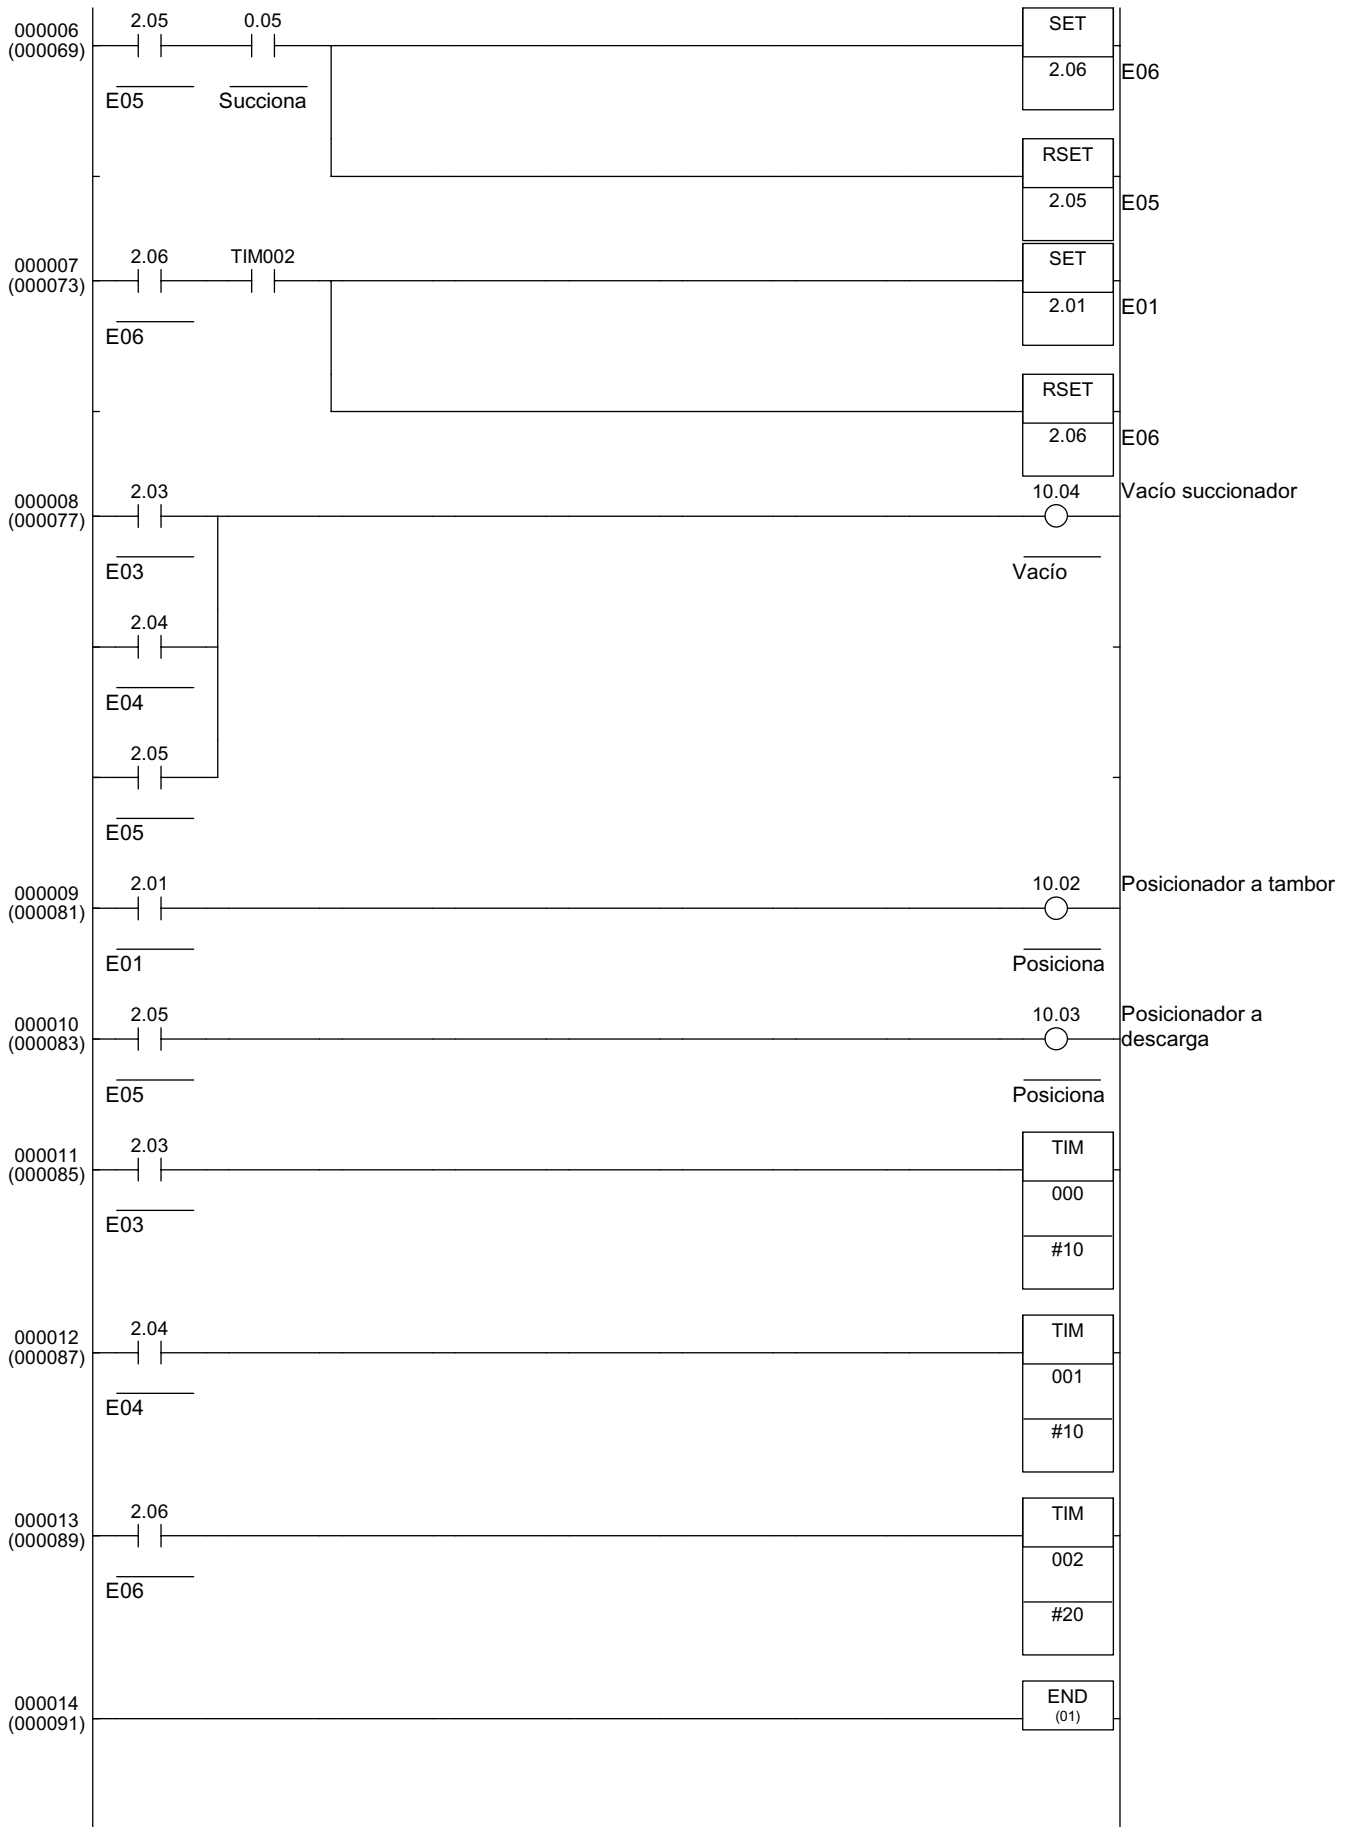 2.05 0.05 SET
000006
(000069)
2.06 E06
E05 Succiona
RSET
2.05 E05
2.06 TIM002 SET
000007
(000073)
2.01 E01
E06
RSET
2.06 E06
2.03 10.04 Vacío succionador
000008
(000077)
E03 Vacío
2.04
E04
2.05
E05
2.01 10.02 Posicionador a tambor
000009
(000081)
E01 Posiciona
2.05 10.03 Posicionador a
000010 descarga
(000083)
E05 Posiciona
2.03 TIM
000011
(000085)
000
E03
#10
2.04 TIM
000012
(000087)
001
E04
#10
2.06 TIM
000013
(000089)
002
E06
#20
END
000014 (01)
(000091)